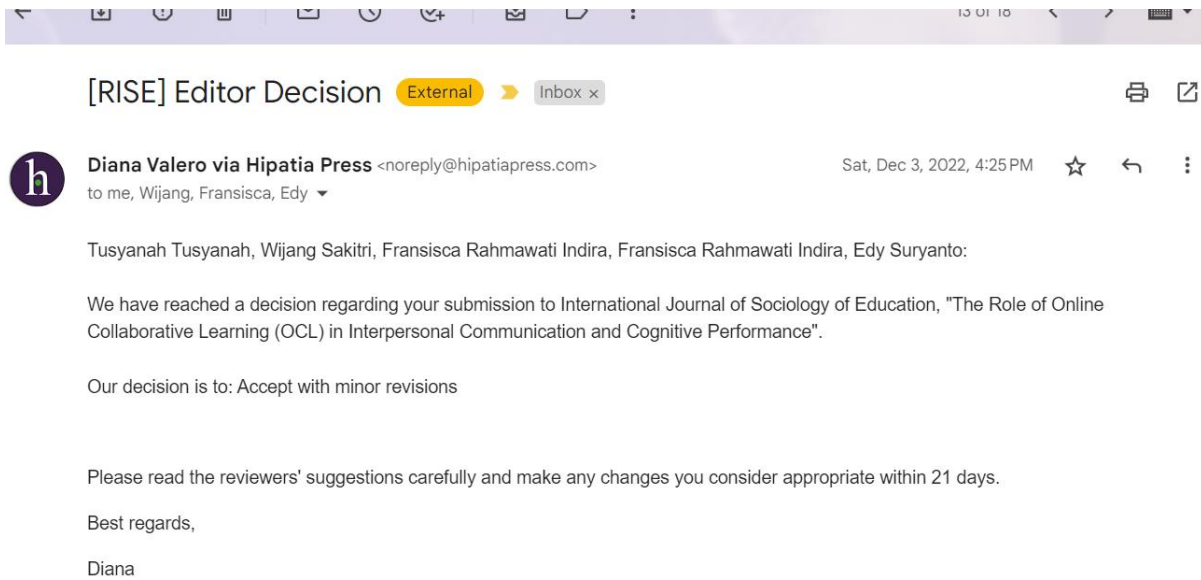 13 of 18
[RISE] Editor Decision External Inbox ×
h
Diana Valero via Hipatia Press <noreply@hipatiapress.com> Sat, Dec 3, 2022, 4:25 PM
to me, Wijang, Fransisca, Edy
Tusyanah Tusyanah, Wijang Sakitri, Fransisca Rahmawati Indira, Fransisca Rahmawati Indira, Edy Suryanto:
We have reached a decision regarding your submission to International Journal of Sociology of Education, "The Role of Online
Collaborative Learning (OCL) in Interpersonal Communication and Cognitive Performance".
Our decision is to: Accept with minor revisions
Please read the reviewers' suggestions carefully and make any changes you consider appropriate within 21 days.
Best regards,
Diana